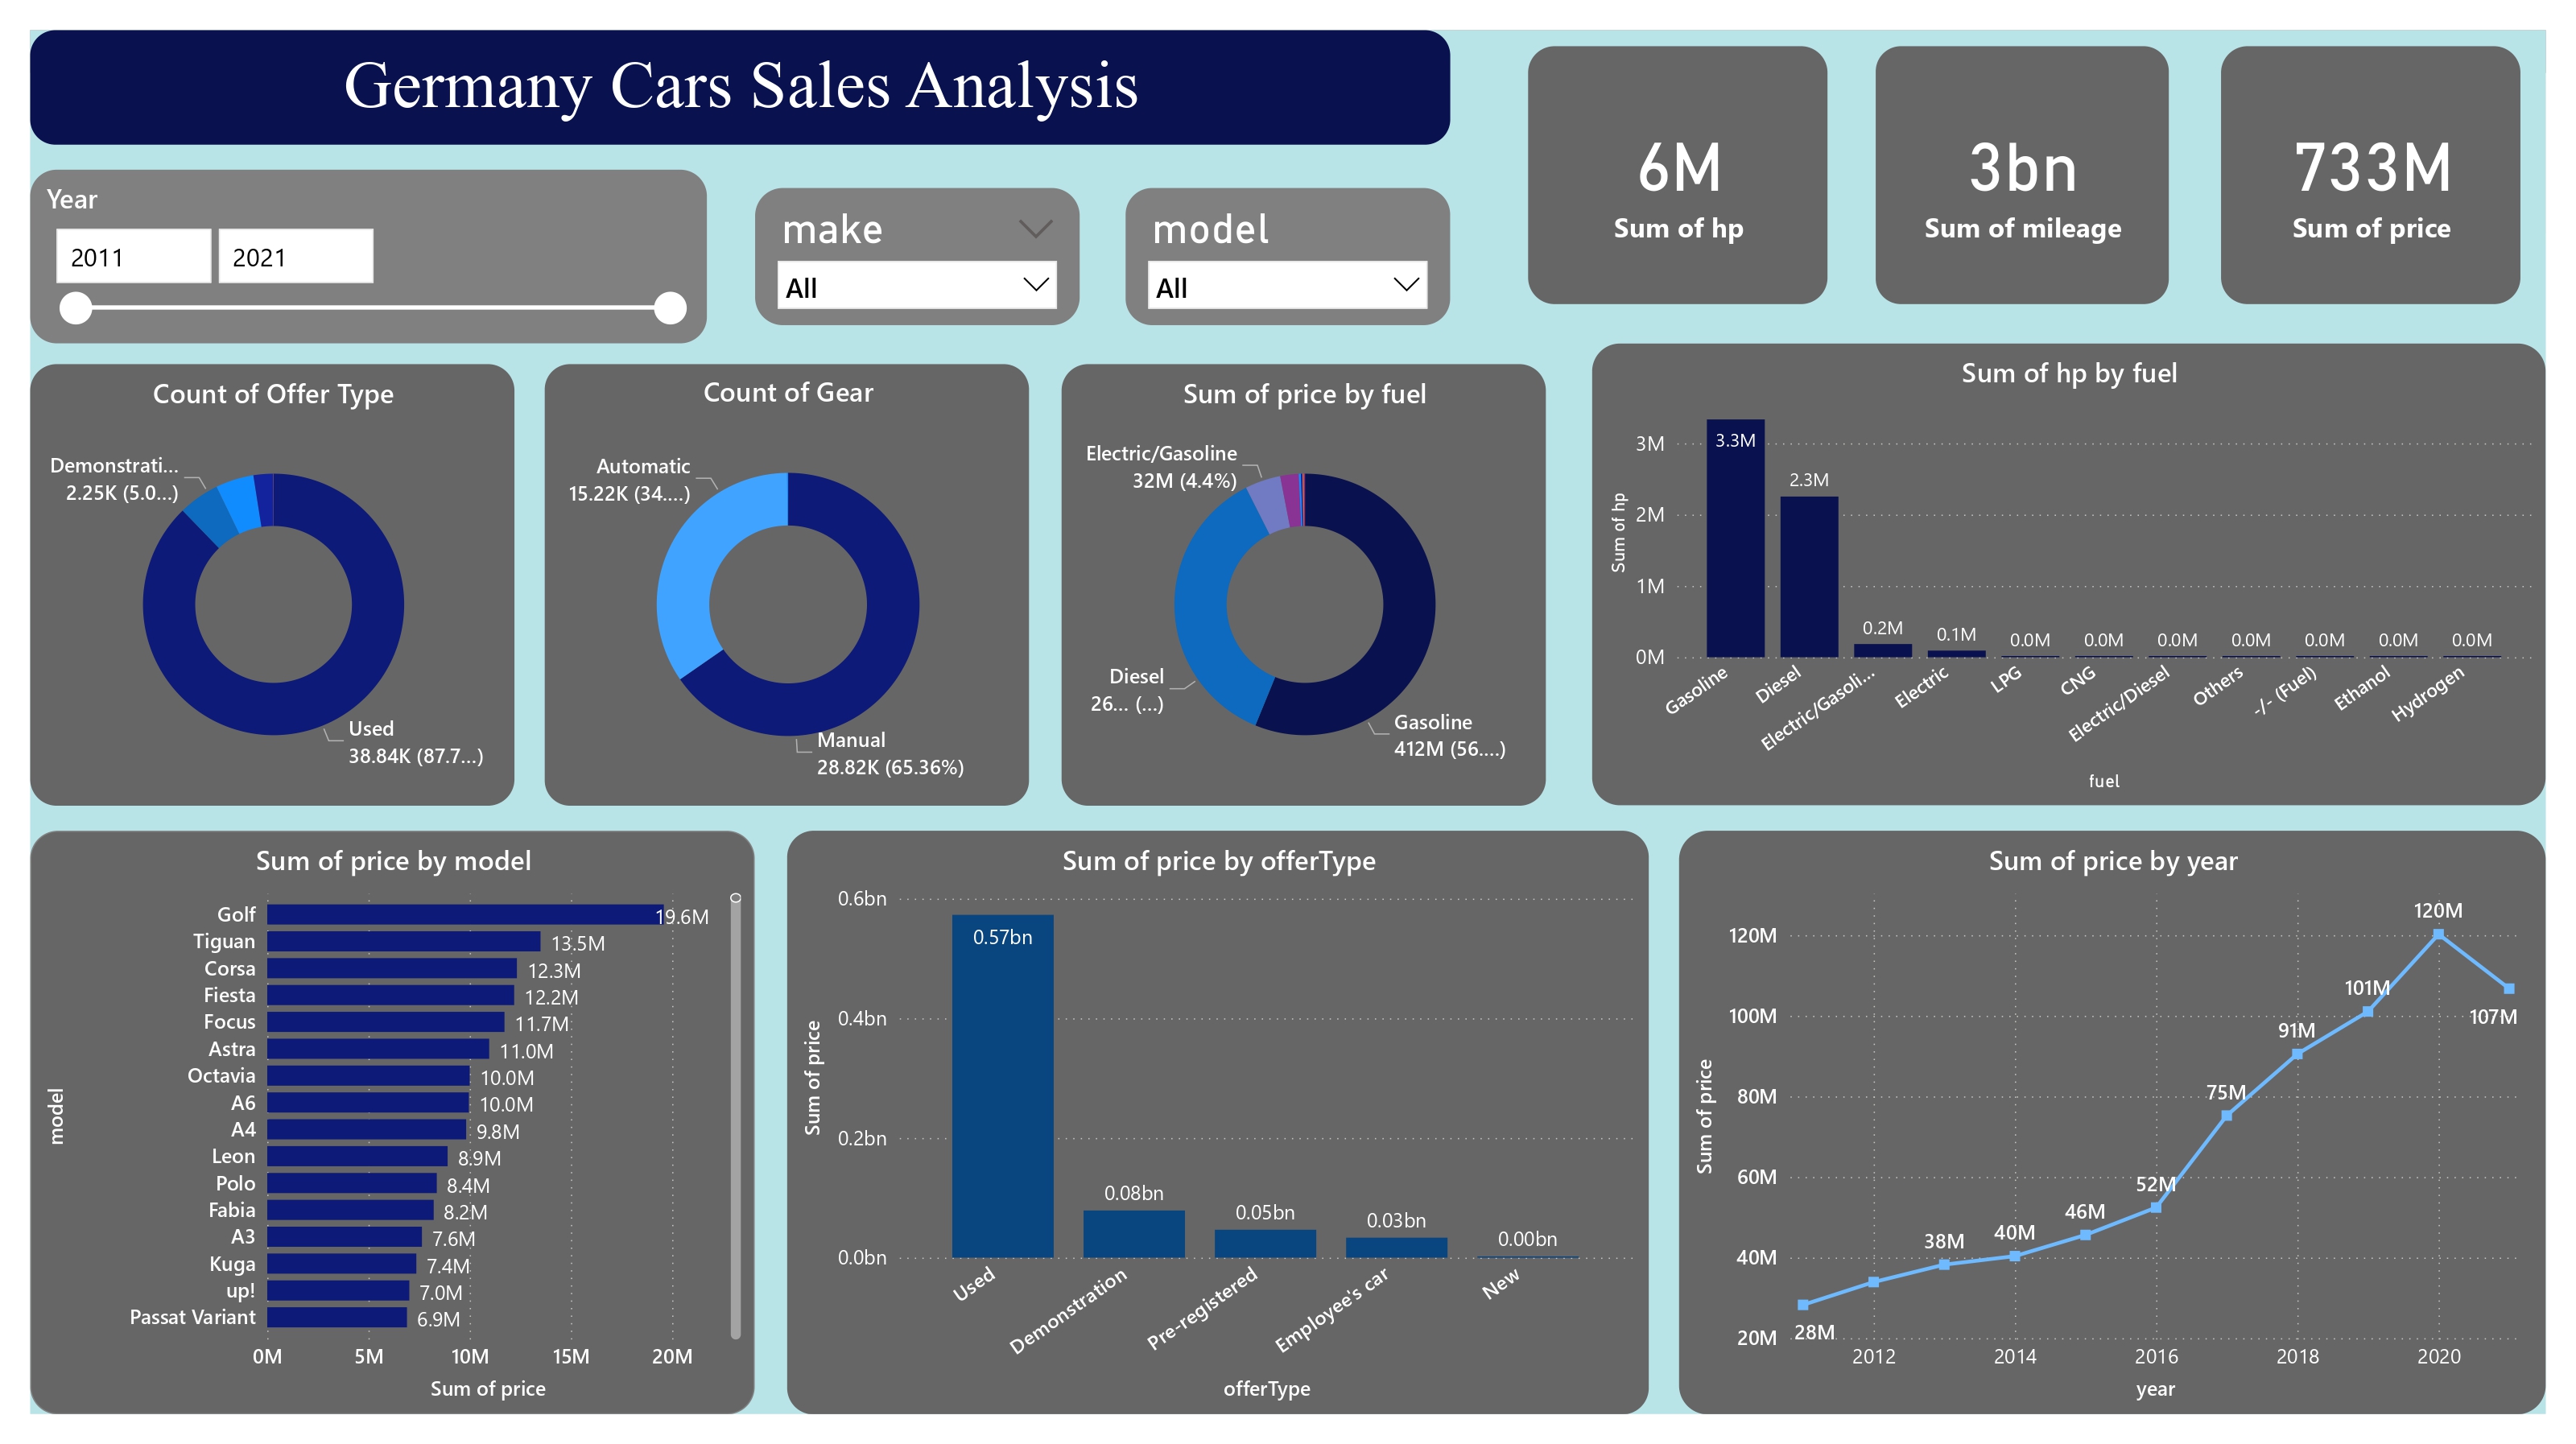 Germany Cars Sales Analysis
6M
Sum of hp
3bn
Sum of mileage
733M
Sum of price
Year
2011
2021
make
All
model
All
Count of Offer Type
Demonstrati...
2.25K (5.0...)
Used
38.84K (87.7...)
Count of Gear
Automatic
15.22K (34....)
Manual
28.82K (65.36%)
Sum of price by fuel
Electric/Gasoline
32M (4.4%)
Diesel
26... (...)
Gasoline
412M (56....)
Sum of hp by fuel
Sum of hp
3M
2M
1M
0M
3.3M
2.3M
0.2M
0.1M
0.0M
0.0M
0.0M
0.0M
0.0M
0.0M
0.0M
Gasoline
Diesel
Electric/Gasoli...
Electric
LPG
CNG
Electric/Diesel
Others
-/- (Fuel)
Ethanol
Hydrogen
fuel
Sum of price by model
model
Golf 19.6M
Tiguan 13.5M
Corsa 12.3M
Fiesta 12.2M
Focus 11.7M
Astra 11.0M
Octavia 10.0M
A6 10.0M
A4 9.8M
Leon 8.9M
Polo 8.4M
Fabia 8.2M
A3 7.6M
Kuga 7.4M
up! 7.0M
Passat Variant 6.9M
0M 5M 10M 15M 20M
Sum of price
Sum of price by offerType
Sum of price
0.6bn
0.4bn
0.2bn
0.0bn
0.57bn
0.08bn
0.05bn
0.03bn
0.00bn
Used
Demonstration
Pre-registered
Employee's car
New
offerType
Sum of price by year
Sum of price
120M
100M
80M
60M
40M
20M
28M
38M
40M
46M
52M
75M
91M
101M
120M
107M
2012 2014 2016 2018 2020
year